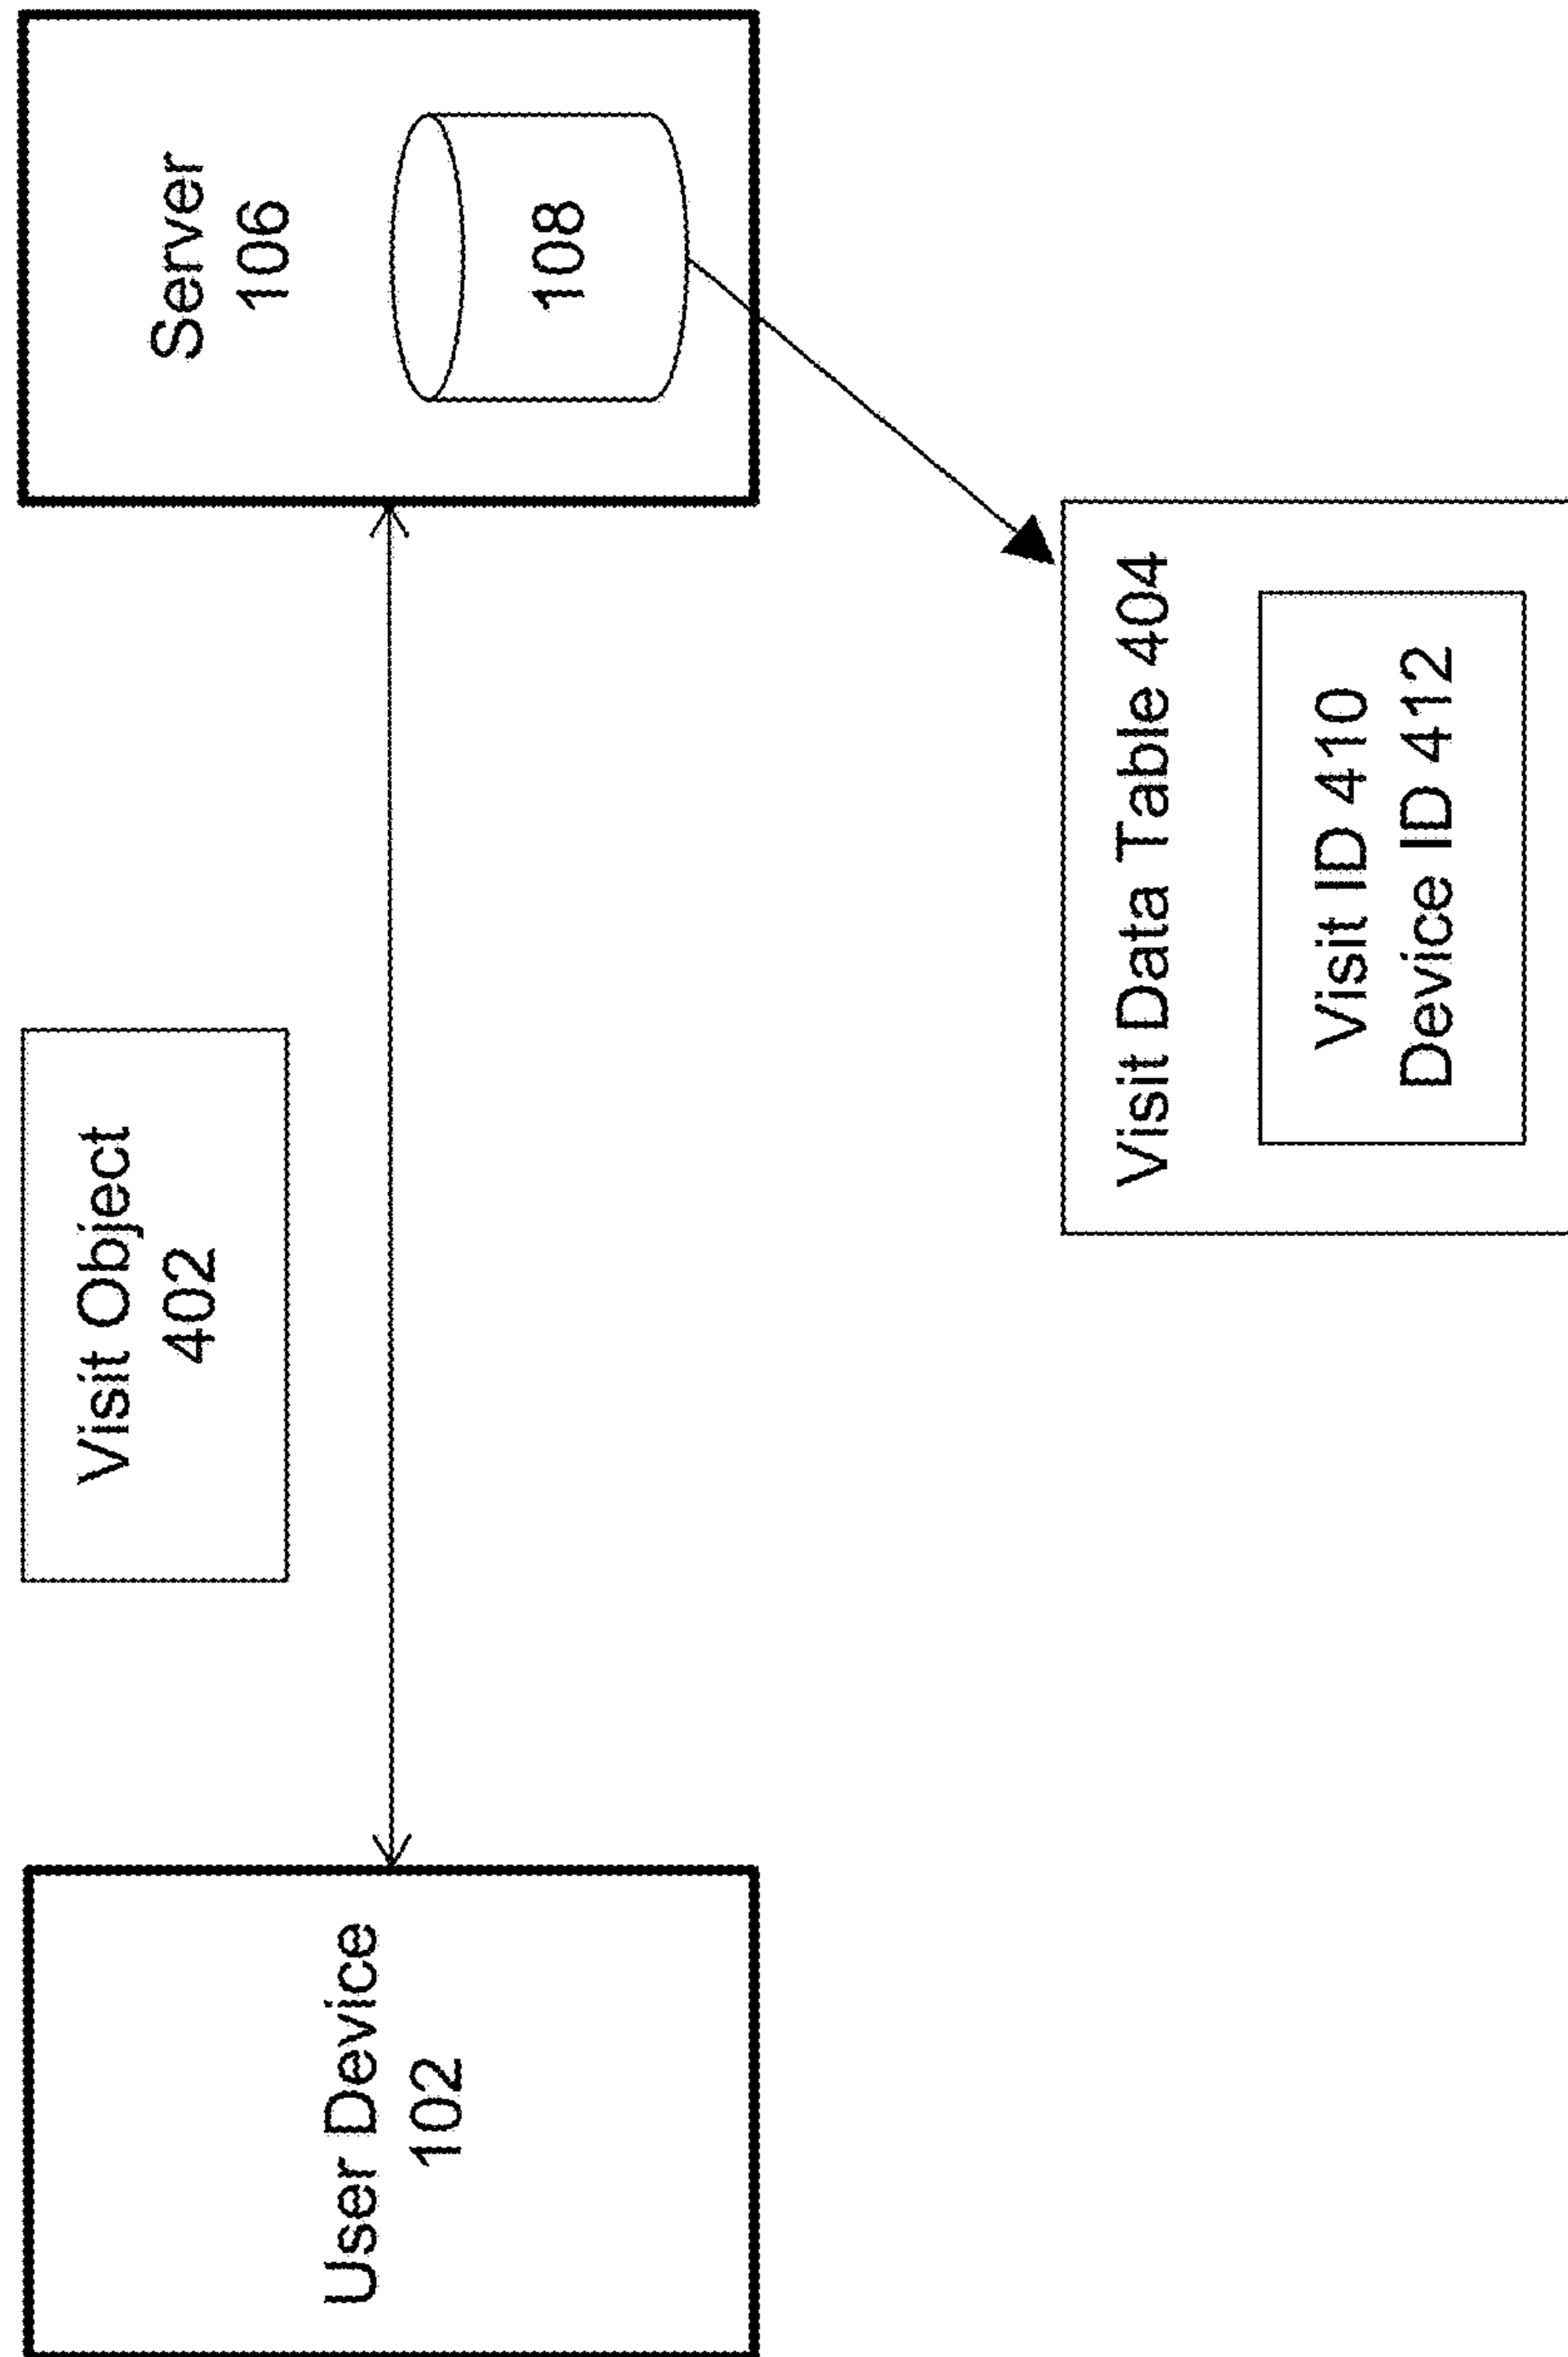 User Device
102
Visit Object
402
Server
106
108
Visit Data Table 404
Visit ID 410
Device ID 412